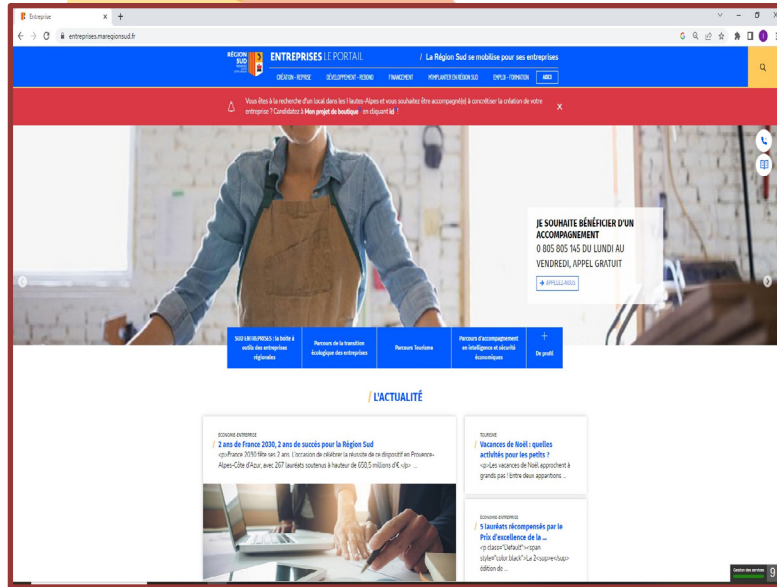 Entreprise
entreprises.maregionsud.fr
RÉGION
SUD
ENTREPRISES LE PORTAIL
/ La Région Sud se mobilise pour ses entreprises
CRÉATION - REPRISE
DÉVELOPPEMENT - REBOND
FINANCEMENT
M'IMPLANTER EN RÉGION SUD
EMPLOI - FORMATION
Vous êtes à la recherche d'un local dans les Hautes-Alpes et vous souhaitez être accompagné(e) à concrétiser la création de votre
entreprise ? Candidatez à Mon projet de boutique en cliquant ici !
X
JE SOUHAITE BÉNÉFICIER D'UN
ACCOMPAGNEMENT
0 805 805 145 DU LUNDI AU
VENDREDI, APPEL GRATUIT
→ APPELEZ-NOUS
SUD ENTREPRISES : la boîte à
outils des entreprises
régionales
Parcours de la transition
écologique des entreprises
Parcours Tourisme
Parcours d'accompagnement
en intelligence et sécurité
économiques
+
De profil
/ L'ACTUALITÉ
ÉCONOMIE-ENTREPRISE
/ 2 ans de France 2030, 2 ans de succès pour la Région Sud
<p>France 2030 fête ses 2 ans. L'occasion de célébrer la réussite de ce dispositif en Provence-
Alpes-Côte d'Azur, avec 267 lauréats soutenus à hauteur de 650,5 millions d'€.</p> ...
TOURISME
/ Vacances de Noël : quelles
activités pour les petits ?
<p>Les vacances de Noël approchent à
grands pas ! Entre deux apparitions ...
ÉCONOMIE-ENTREPRISE
/ 5 lauréats récompensés par le
Prix d'excellence de la ...
<p class="Default"><span
style="color:black">La 2<sup>e</sup>
édition de ...
Gestion des services
9